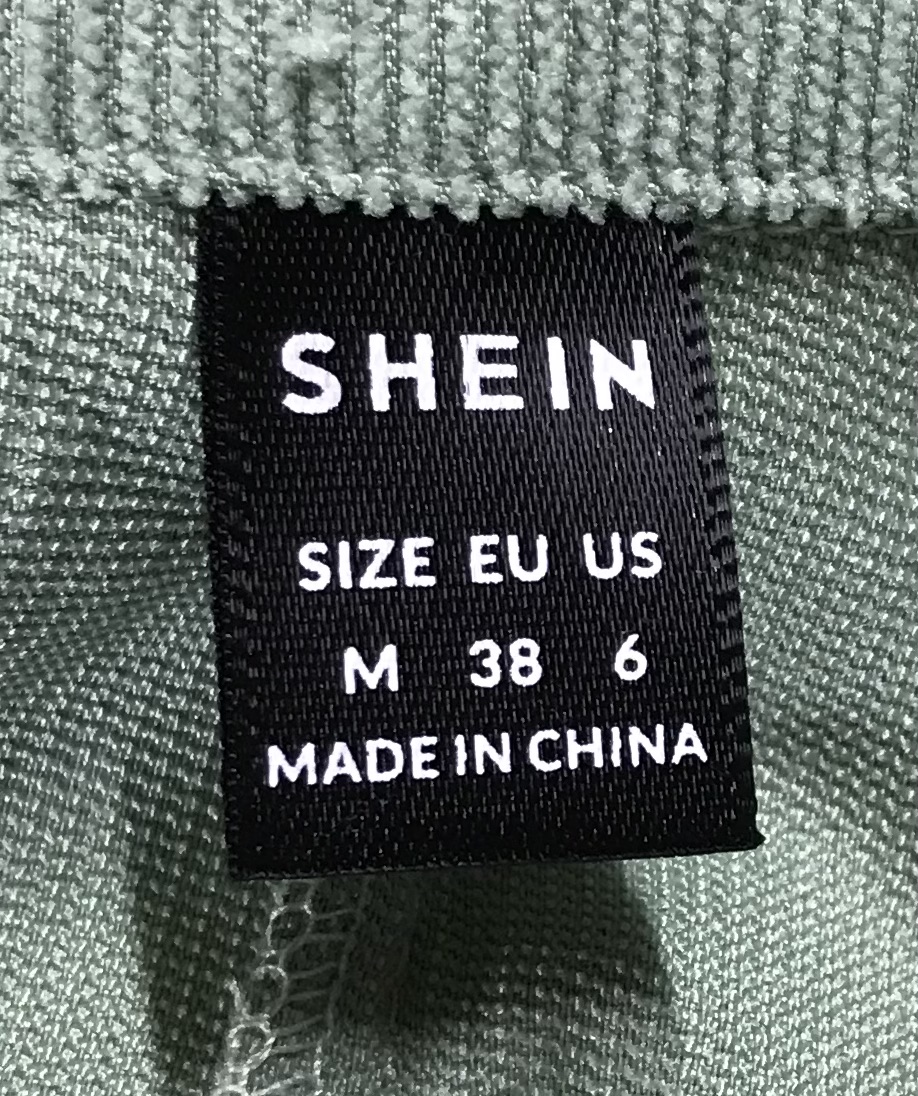 SHEIN
SIZE EU US
M 38 6
MADE IN CHINA